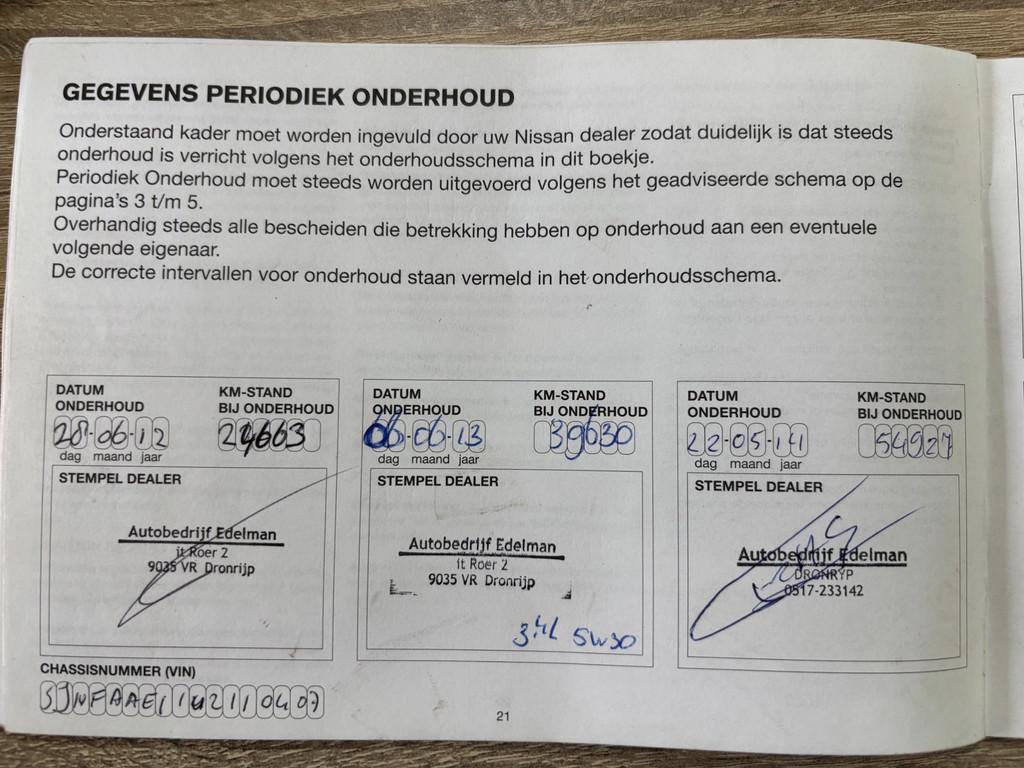 GEGEVENS PERIODIEK ONDERHOUD
Onderstaand kader moet worden ingevuld door uw Nissan dealer zodat duidelijk is dat steeds
onderhoud is verricht volgens het onderhoudsschema in dit boekje.
Periodiek Onderhoud moet steeds worden uitgevoerd volgens het geadviseerde schema op de
pagina's 3 t/m 5.
Overhandig steeds alle bescheiden die betrekking hebben op onderhoud aan een eventuele
volgende eigenaar.
De correcte intervallen voor onderhoud staan vermeld in het onderhoudsschema.
DATUM
ONDERHOUD
KM-STAND
BIJ ONDERHOUD
28-06-12
24663
dag maand jaar
STEMPEL DEALER
Autobedrijf Edelman
it Roer 2
9035 VR Dronrijp
DATUM
ONDERHOUD
KM-STAND
BIJ ONDERHOUD
06-06-13
39630
dag maand jaar
STEMPEL DEALER
Autobedrijf Edelman
it Roer 2
9035 VR Dronrijp
5W30
DATUM
ONDERHOUD
KM-STAND
BIJ ONDERHOUD
22-05-14
54927
dag maand jaar
STEMPEL DEALER
Autobedrijf Edelman
DRONRYP
0517-233142
CHASSISNUMMER (VIN)
SJNFAAE11U2110407
21